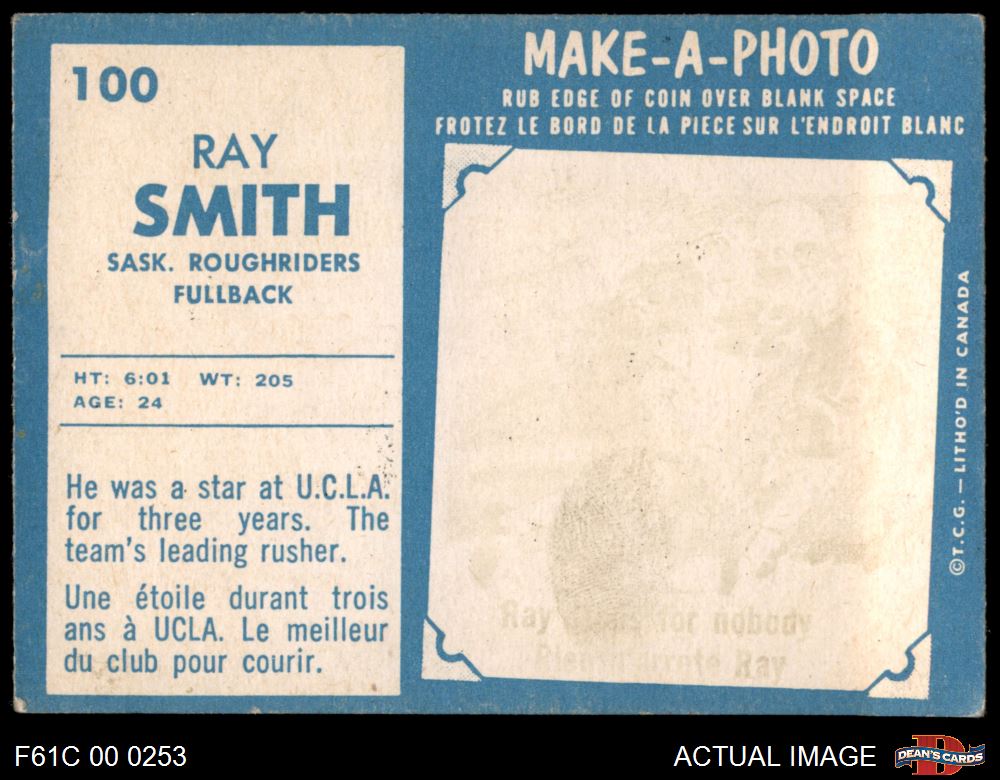 100
RAY
SMITH
SASK. ROUGHRIDERS
FULLBACK
HT: 6:01 WT: 205
AGE: 24
He was a star at U.C.L.A.
for three years. The
team's leading rusher.
Une étoile durant trois
ans à UCLA. Le meilleur
du club pour courir.
MAKE-A-PHOTO
RUB EDGE OF COIN OVER BLANK SPACE
FROTEZ LE BORD DE LA PIECE SUR L'ENDROIT BLANC
Ray for nobody
Ray
©T.C.G. — LITHO'D IN CANADA
F61C 00 0253
ACTUAL IMAGE
D
DEAN'S CARDS